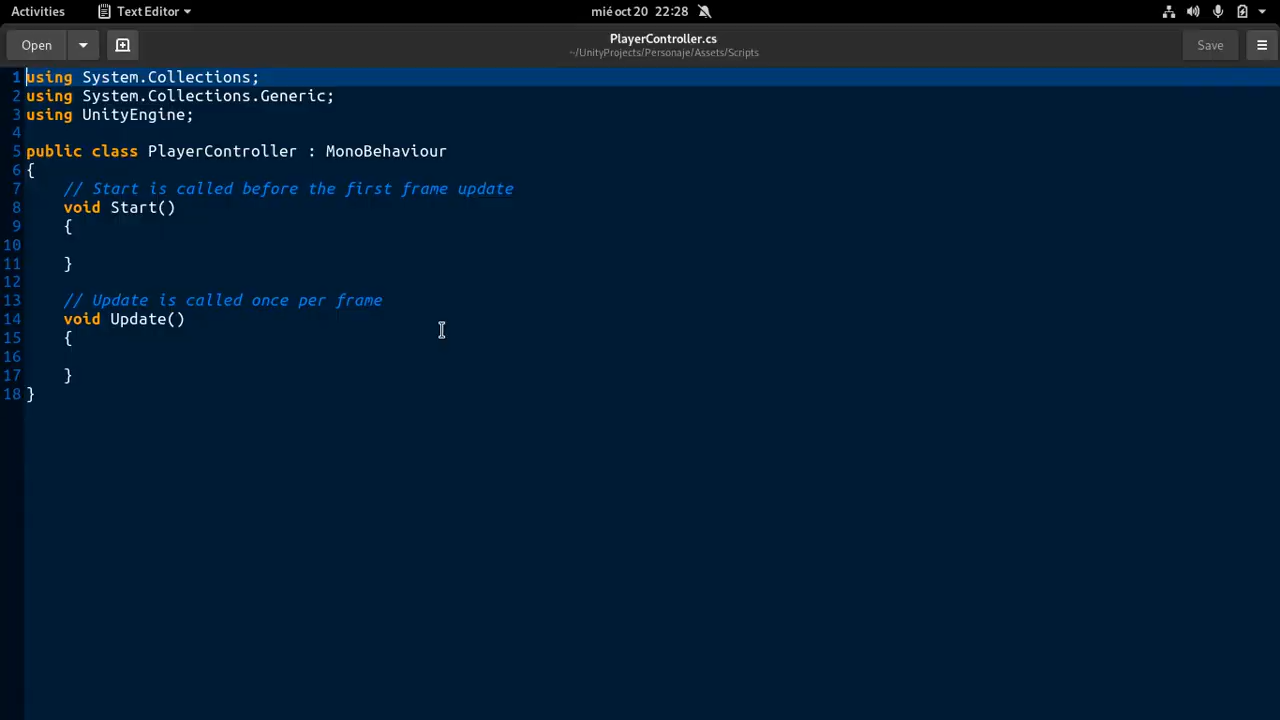 Activities Text Editor mié oct 20 22:28
Open PlayerController.cs Save
~/UnityProjects/Personaje/Assets/Scripts
1 using System.Collections;
2 using System.Collections.Generic;
3 using UnityEngine;
4
5 public class PlayerController : MonoBehaviour
6 {
7     // Start is called before the first frame update
8     void Start()
9     {
10
11     }
12
13     // Update is called once per frame
14     void Update()
15     {
16
17     }
18 }